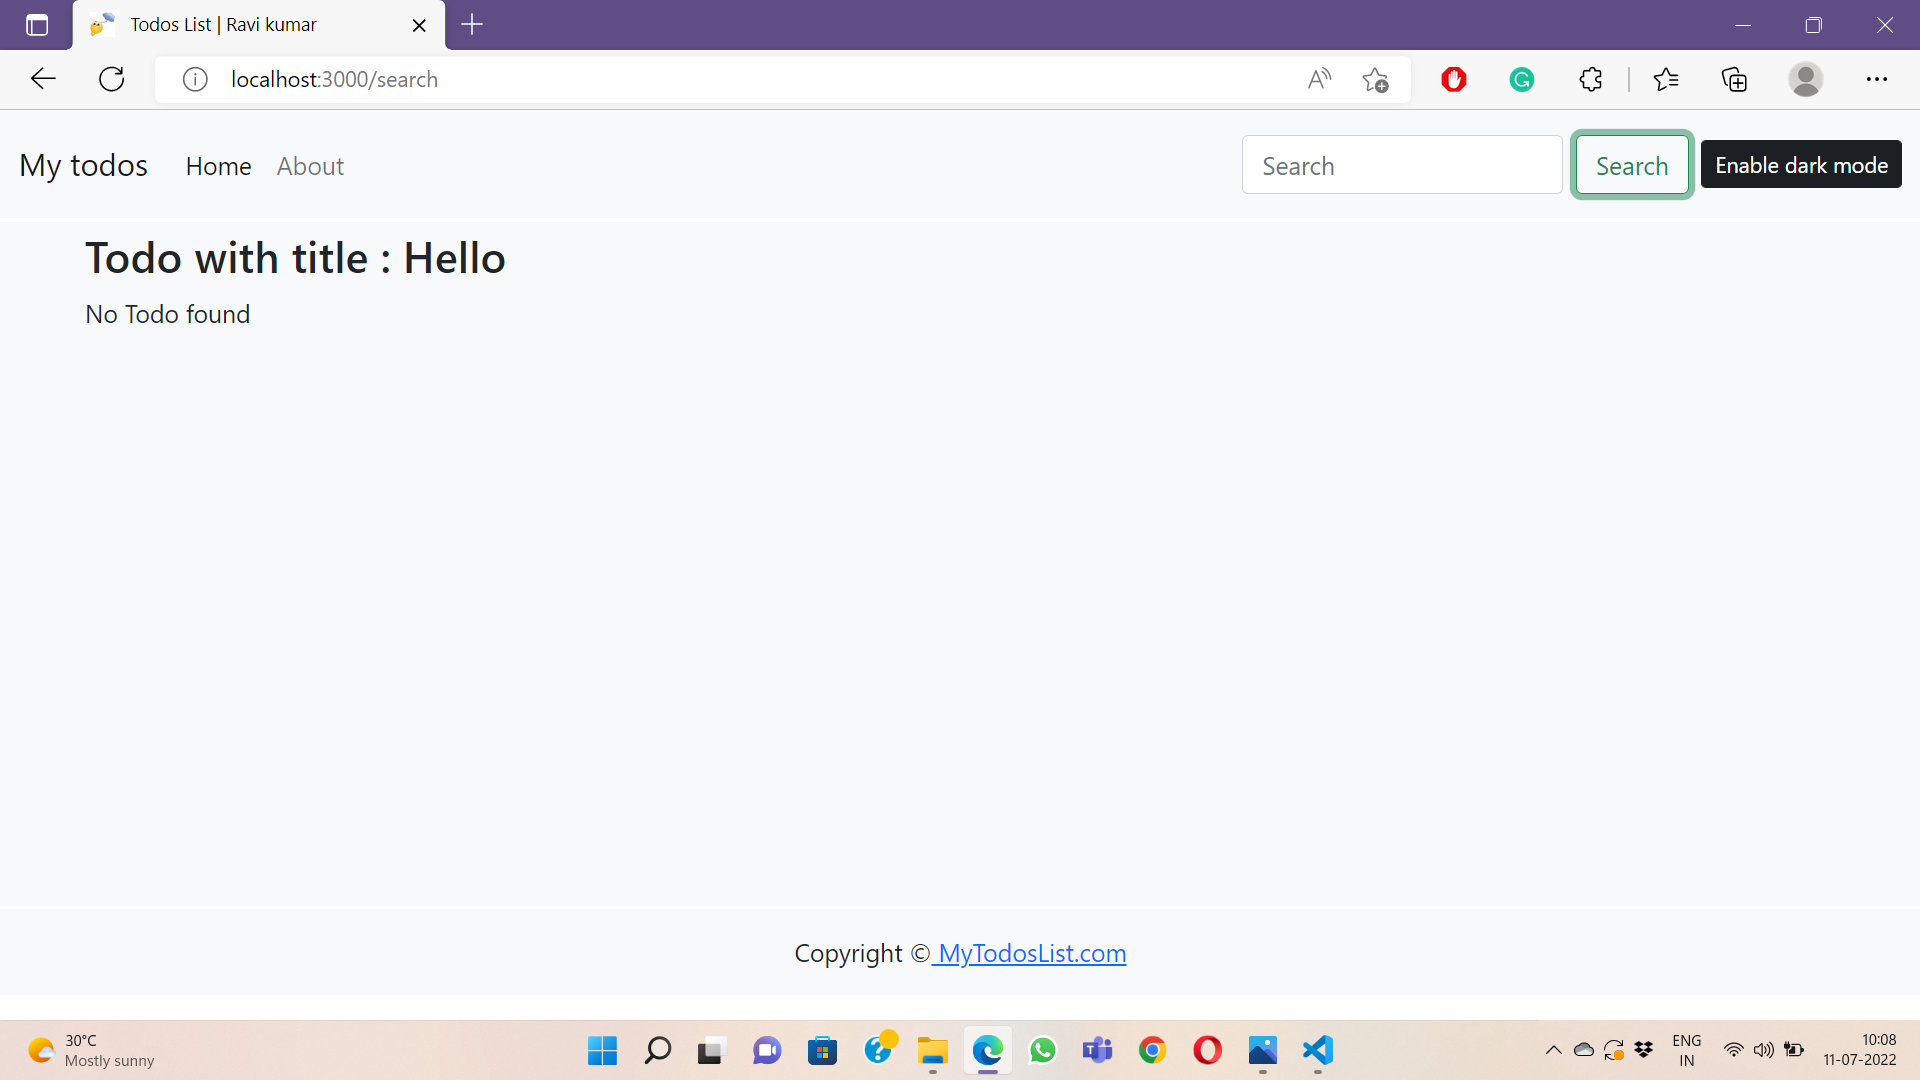 Todos List | Ravi kumar
localhost:3000/search
My todos
Home
About
Search
Search
Enable dark mode
Todo with title : Hello
No Todo found
Copyright © MyTodosList.com
30°C
Mostly sunny
ENG
IN
10:08
11-07-2022